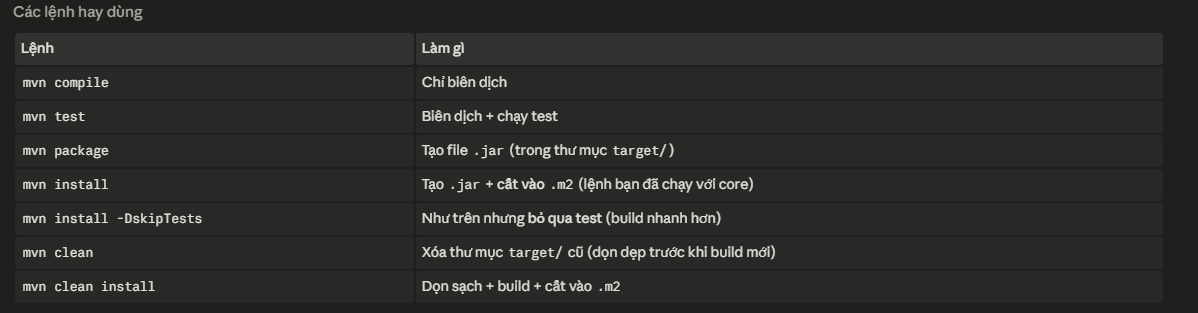 Các lệnh hay dùng
Lệnh Làm gì
mvn compile Chỉ biên dịch
mvn test Biên dịch + chạy test
mvn package Tạo file .jar (trong thư mục target/)
mvn install Tạo .jar + cất vào .m2 (lệnh bạn đã chạy với core)
mvn install -DskipTests Như trên nhưng bỏ qua test (build nhanh hơn)
mvn clean Xóa thư mục target/ cũ (dọn dẹp trước khi build mới)
mvn clean install Dọn sạch + build + cất vào .m2